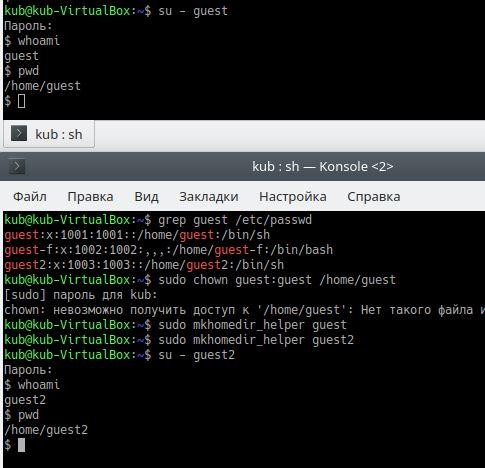 kub@kub-VirtualBox:~$ su - guest
Пароль:
$ whoami
guest
$ pwd
/home/guest
$
kub : sh
kub : sh — Konsole <2>
Файл Правка Вид Закладки Настройка Справка
kub@kub-VirtualBox:~$ grep guest /etc/passwd
guest:x:1001:1001::/home/guest:/bin/sh
guest-f:x:1002:1002:,,,:/home/guest-f:/bin/bash
guest2:x:1003:1003::/home/guest2:/bin/sh
kub@kub-VirtualBox:~$ sudo chown guest:guest /home/guest
[sudo] пароль для kub:
chown: невозможно получить доступ к '/home/guest': Нет такого файла и
kub@kub-VirtualBox:~$ sudo mkhomedir_helper guest
kub@kub-VirtualBox:~$ sudo mkhomedir_helper guest2
kub@kub-VirtualBox:~$ su - guest2
Пароль:
$ whoami
guest2
$ pwd
/home/guest2
$